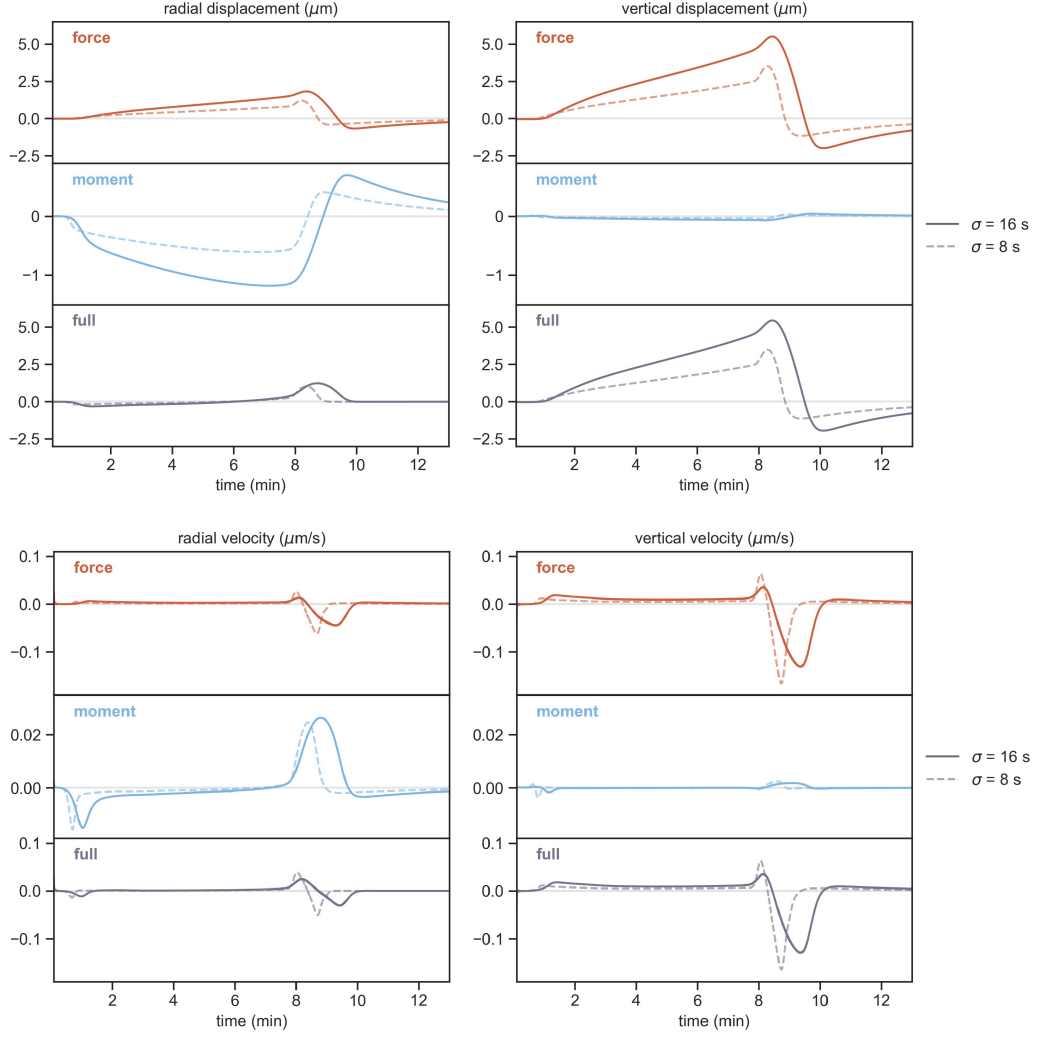 radial displacement (μm)
vertical displacement (μm)
force
5.0
2.5
0.0
−2.5
force
5.0
2.5
0.0
−2.5
moment
0
−1
moment
0
−1
σ = 16 s
σ = 8 s
full
5.0
2.5
0.0
−2.5
full
5.0
2.5
0.0
−2.5
2 4 6 8 10 12
time (min)
2 4 6 8 10 12
time (min)
radial velocity (μm/s)
vertical velocity (μm/s)
0.1
force
0.0
−0.1
0.1
force
0.0
−0.1
moment
0.02
0.00
moment
0.02
0.00
σ = 16 s
σ = 8 s
0.1
full
0.0
−0.1
0.1
full
0.0
−0.1
2 4 6 8 10 12
time (min)
2 4 6 8 10 12
time (min)